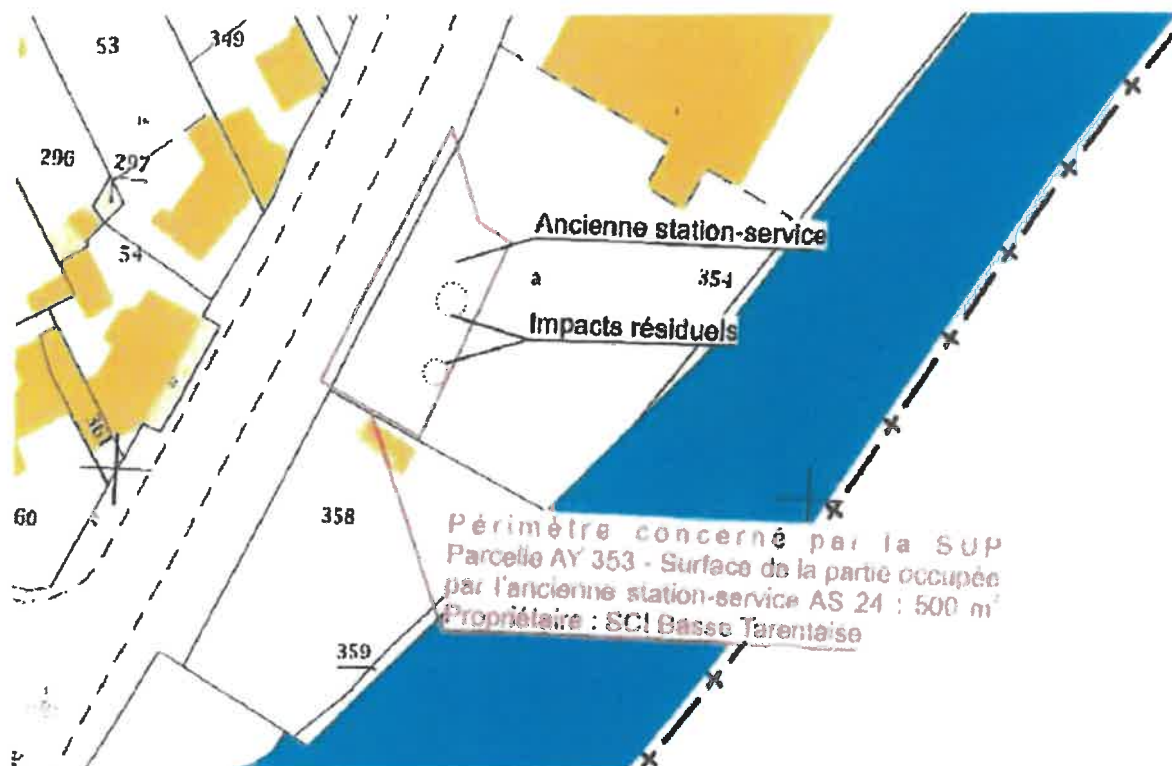 53
349
296
297
54
Ancienne station-service
a
354
Impacts résiduels
361
60
358
Périmètre concerné par la SUP
Parcelle AY 353 - Surface de la partie occupée
par l'ancienne station-service AS 24 : 500 m²
Propriétaire : SCI Basse Tarentaise
359